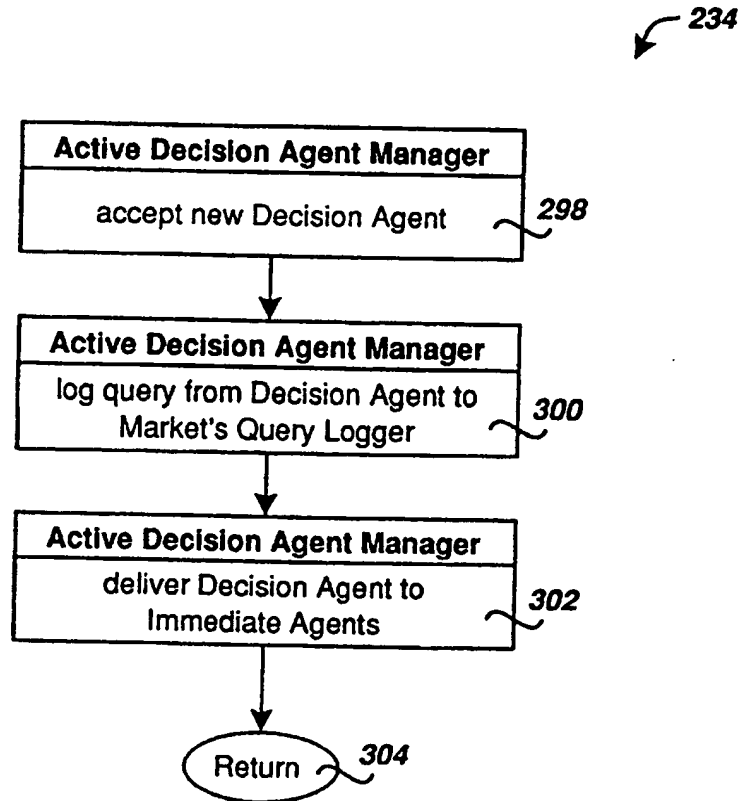 234
Active Decision Agent Manager
accept new Decision Agent
298
Active Decision Agent Manager
log query from Decision Agent to
Market's Query Logger
300
Active Decision Agent Manager
deliver Decision Agent to
Immediate Agents
302
Return
304